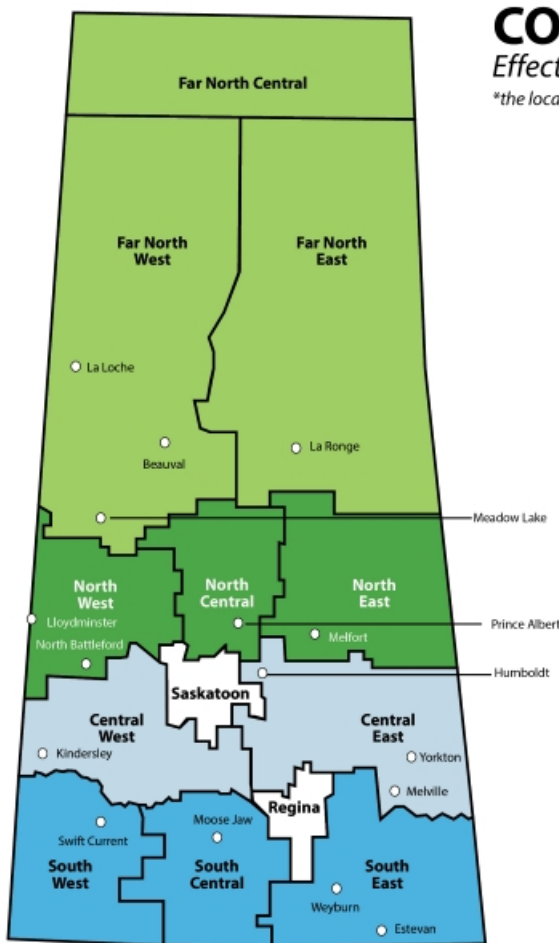 CO
Effect
*the loca
Far North Central
Far North
West
Far North
East
La Loche
La Ronge
Beauval
Meadow Lake
North
West
North
Central
North
East
Lloydminster
Prince Albert
Melfort
North Battleford
Humboldt
Saskatoon
Central
West
Central
East
Kindersley
Yorkton
Melville
Regina
Moose Jaw
Swift Current
South
West
South
Central
South
East
Weyburn
Estevan